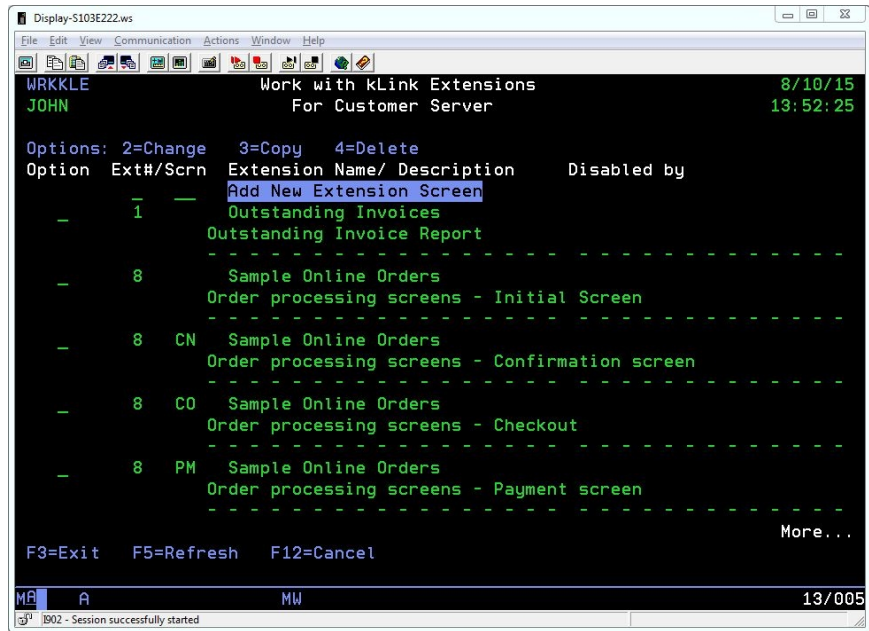 Display-S103E222.ws
File Edit View Communication Actions Window Help
WRKKLE Work with kLink Extensions 8/10/15
JOHN For Customer Server 13:52:25
Options: 2=Change 3=Copy 4=Delete
Option Ext#/Scrn Extension Name/ Description Disabled by
_ __ Add New Extension Screen
_ 1 Outstanding Invoices
Outstanding Invoice Report
- - - - - - - - - - - - - - - - - - - - - - - - - - - - -
_ 8 Sample Online Orders
Order processing screens - Initial Screen
- - - - - - - - - - - - - - - - - - - - - - - - - - - - -
_ 8 CN Sample Online Orders
Order processing screens - Confirmation screen
- - - - - - - - - - - - - - - - - - - - - - - - - - - - -
_ 8 CO Sample Online Orders
Order processing screens - Checkout
- - - - - - - - - - - - - - - - - - - - - - - - - - - - -
_ 8 PM Sample Online Orders
Order processing screens - Payment screen
- - - - - - - - - - - - - - - - - - - - - - - - - - - - -
More...
F3=Exit F5=Refresh F12=Cancel
MA A MW 13/005
I902 - Session successfully started